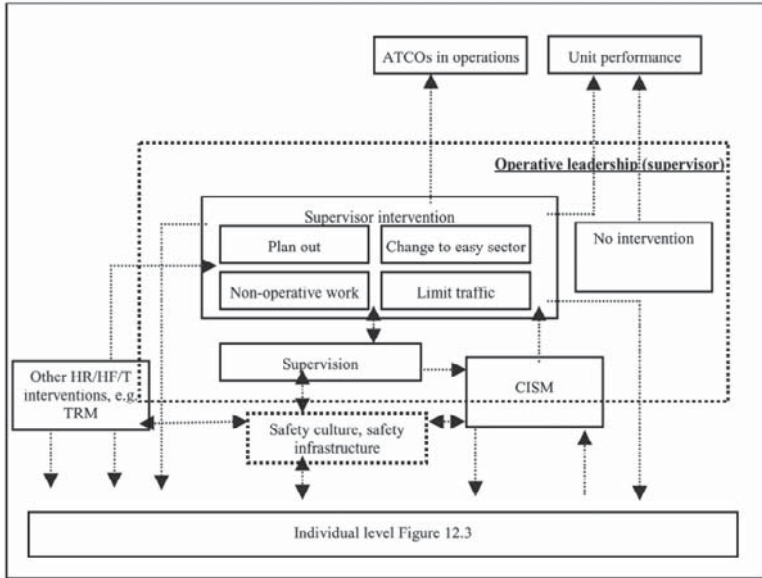 ATCOs in operations
Unit performance
Operative leadership (supervisor)
Supervisor intervention
No intervention
Plan out
Change to easy sector
Non-operative work
Limit traffic
Supervision
Other HR/HF/T
interventions, e.g.
TRM
CISM
Safety culture, safety
infrastructure
Individual level Figure 12.3